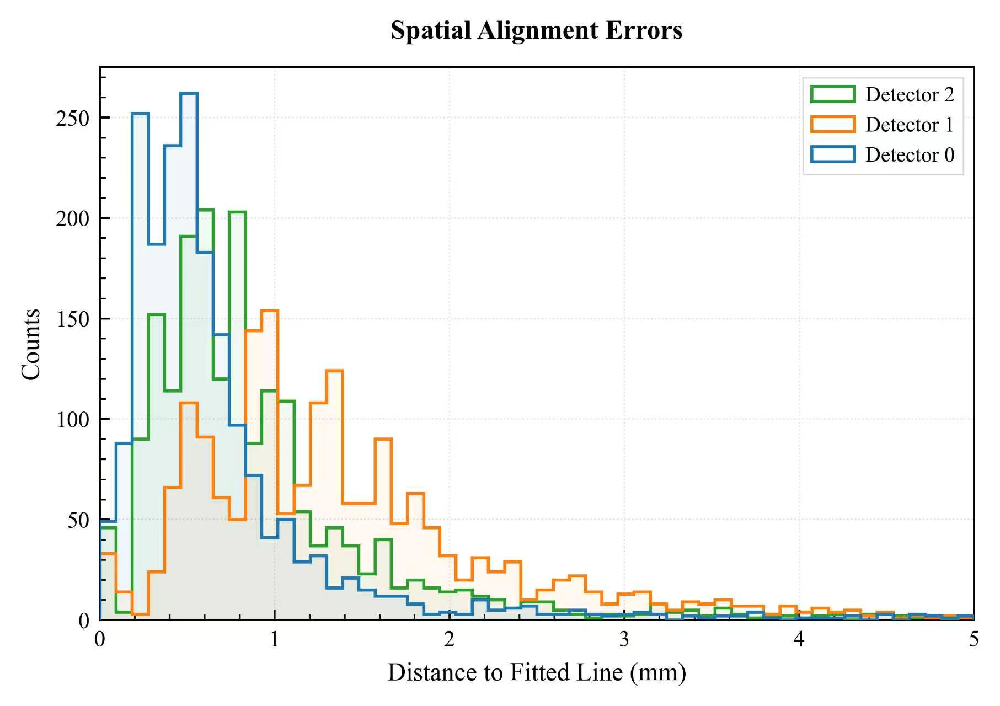 Spatial Alignment Errors
Detector 2
Detector 1
Detector 0
250
200
150
100
50
0
Counts
0 1 2 3 4 5
Distance to Fitted Line (mm)